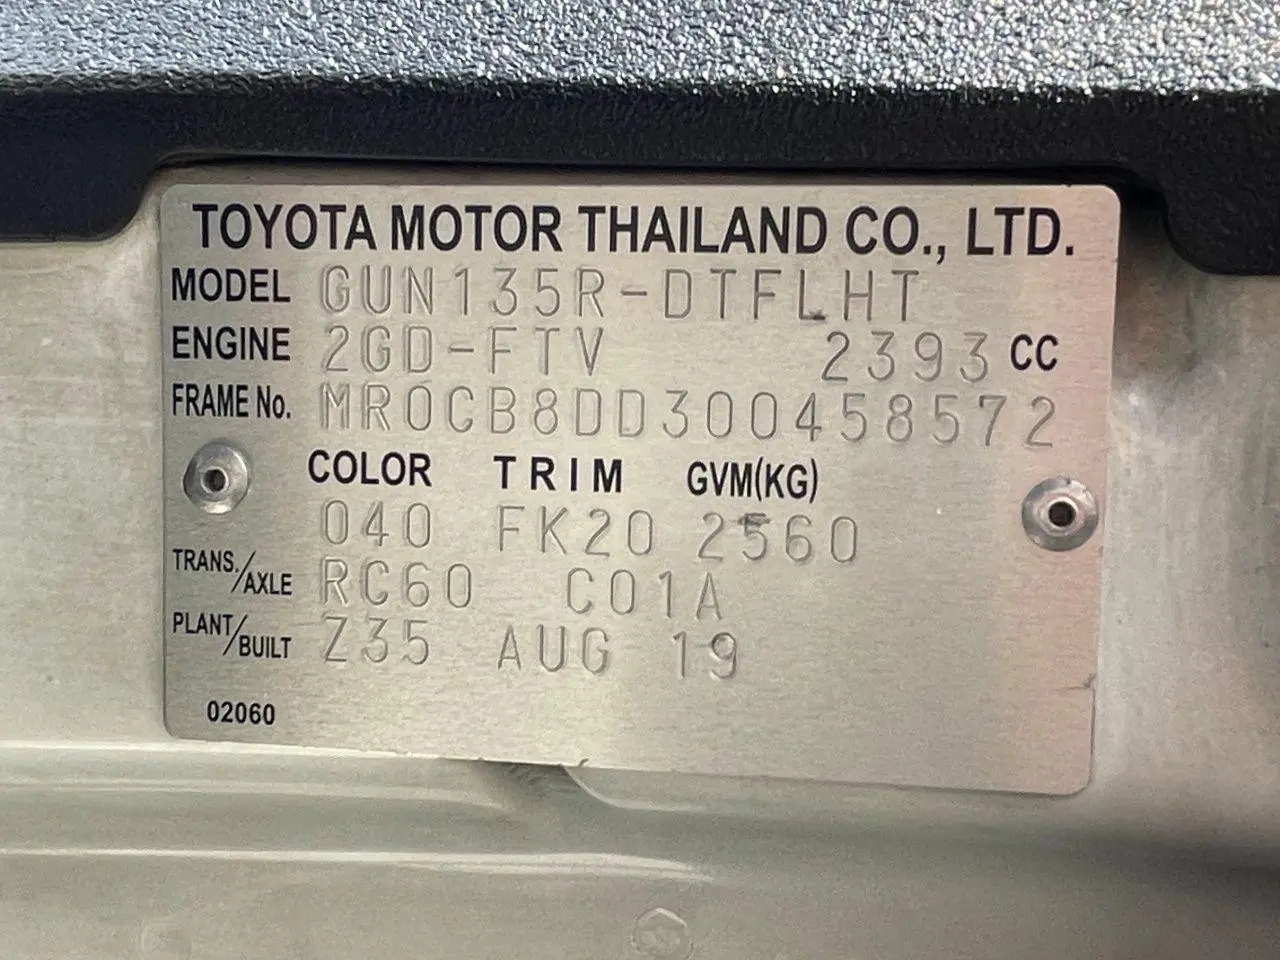 TOYOTA MOTOR THAILAND CO., LTD.
MODEL GUN135R-DTFLHT
ENGINE 2GD-FTV 2393 CC
FRAME No. MR0CB8DD300458572
COLOR TRIM GVM(KG)
040 FK20 2560
TRANS./AXLE RC60 C01A
PLANT/BUILT Z35 AUG 19
02060